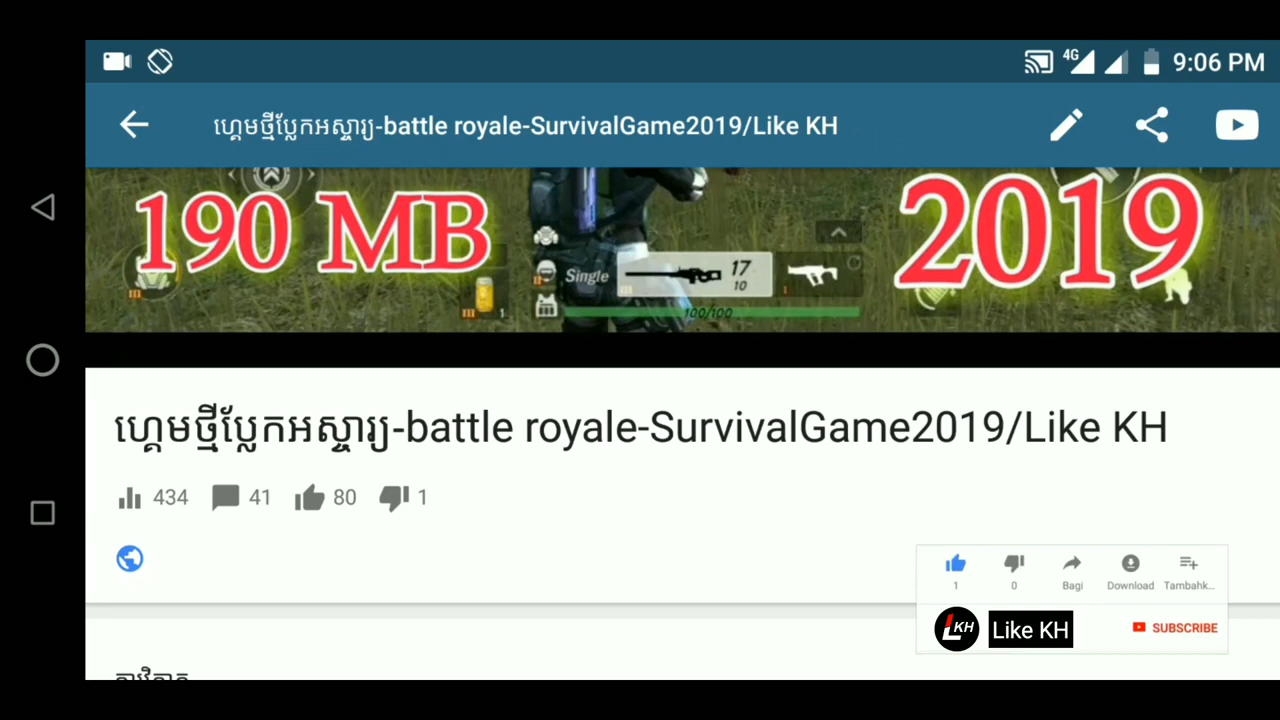 4G 9:06 PM
ហ្គេមថ្មីប្លែកអស្ចារ្យ-battle royale-SurvivalGame2019/Like KH
190 MB
2019
Single
17
10
1
100/100
ហ្គេមថ្មីប្លែកអស្ចារ្យ-battle royale-SurvivalGame2019/Like KH
434 41 80 1
1 0 Bagi Download Tambahk...
LKH Like KH SUBSCRIBE